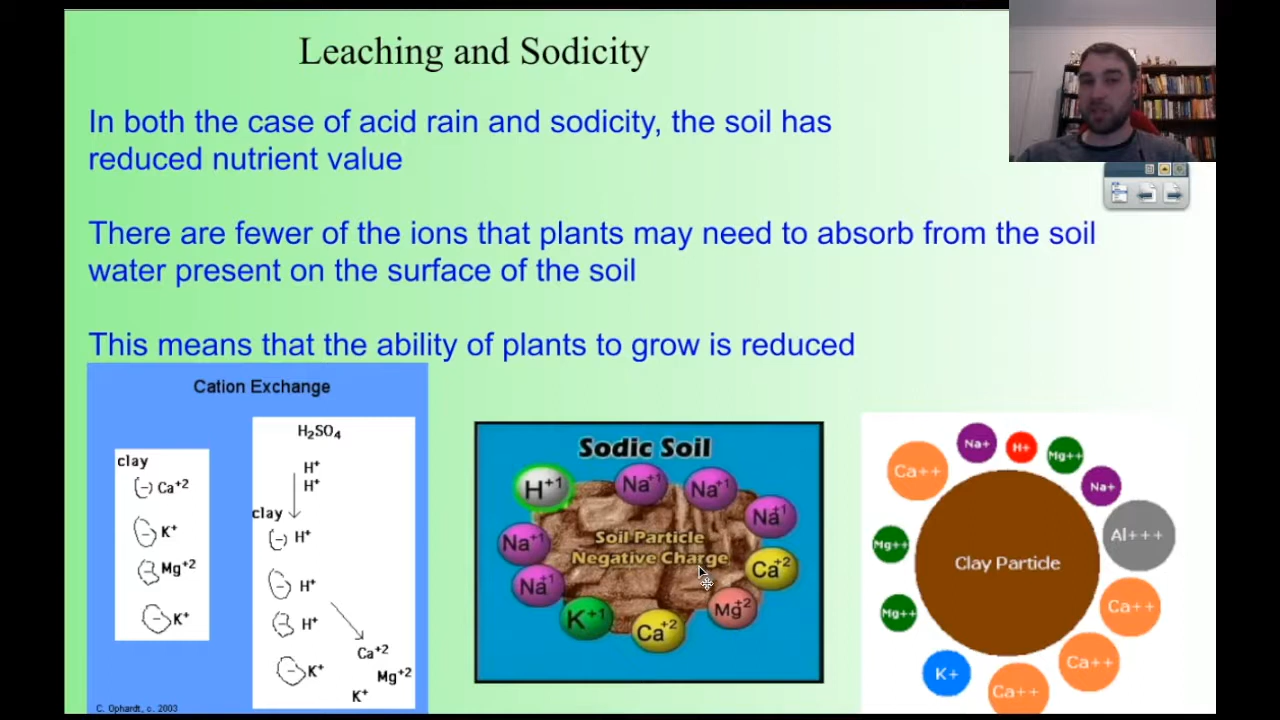 Leaching and Sodicity
In both the case of acid rain and sodicity, the soil has
reduced nutrient value
There are fewer of the ions that plants may need to absorb from the soil
water present on the surface of the soil
This means that the ability of plants to grow is reduced
Cation Exchange
clay
(-) Ca+2
- K+
- Mg+2
- K+
H₂SO₄
H+
H+
clay
(-) H+
- H+
- H+
- K+
Ca+2
Mg+2
K+
C. Ophardt, c. 2003
Sodic Soil
H+1
Na+1
Na+1
Na+1
Na+1
Soil Particle
Negative Charge
Ca+2
Na+1
K+1
Ca+2
Mg+2
Na+
H+
Mg++
Ca++
Na+
Al+++
Mg++
Clay Particle
Ca++
Mg++
Ca++
K+
Ca++